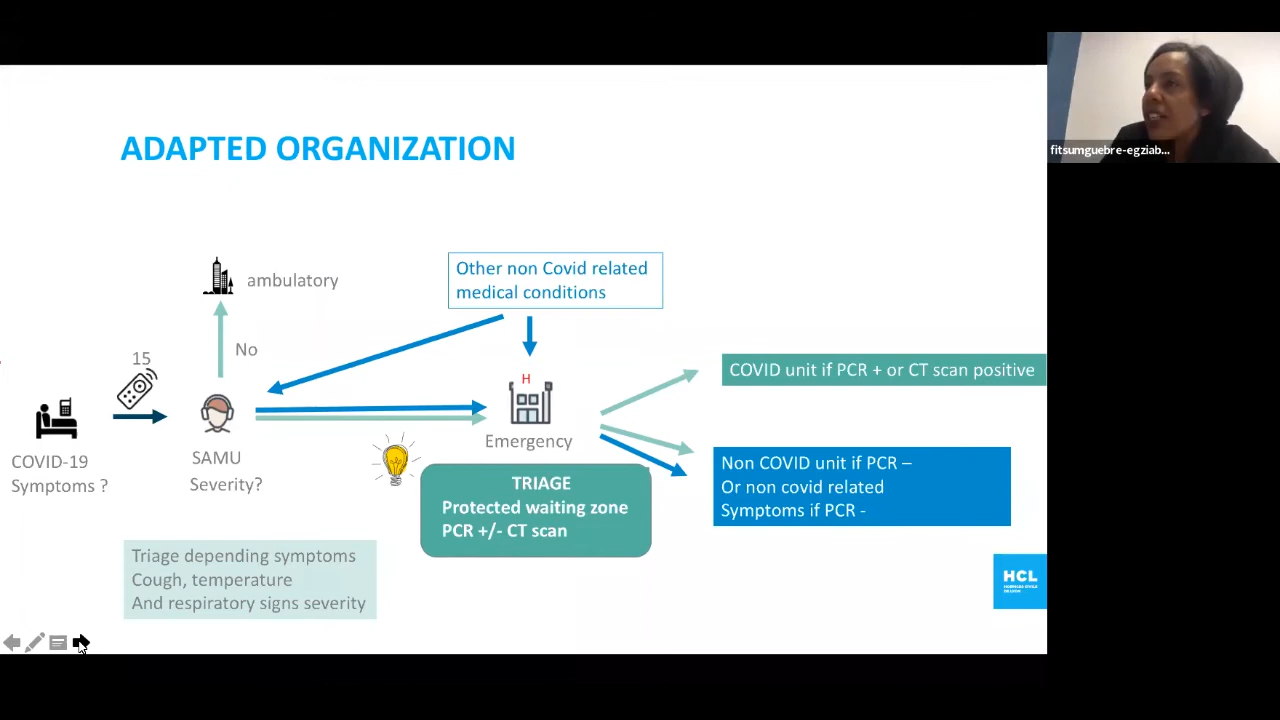 fitsumguebre-egziab...
ADAPTED ORGANIZATION
ambulatory
Other non Covid related
medical conditions
No
15
COVID unit if PCR + or CT scan positive
H
Emergency
COVID-19
Symptoms ?
SAMU
Severity?
Non COVID unit if PCR –
Or non covid related
Symptoms if PCR -
TRIAGE
Protected waiting zone
PCR +/- CT scan
Triage depending symptoms
Cough, temperature
And respiratory signs severity
HCL